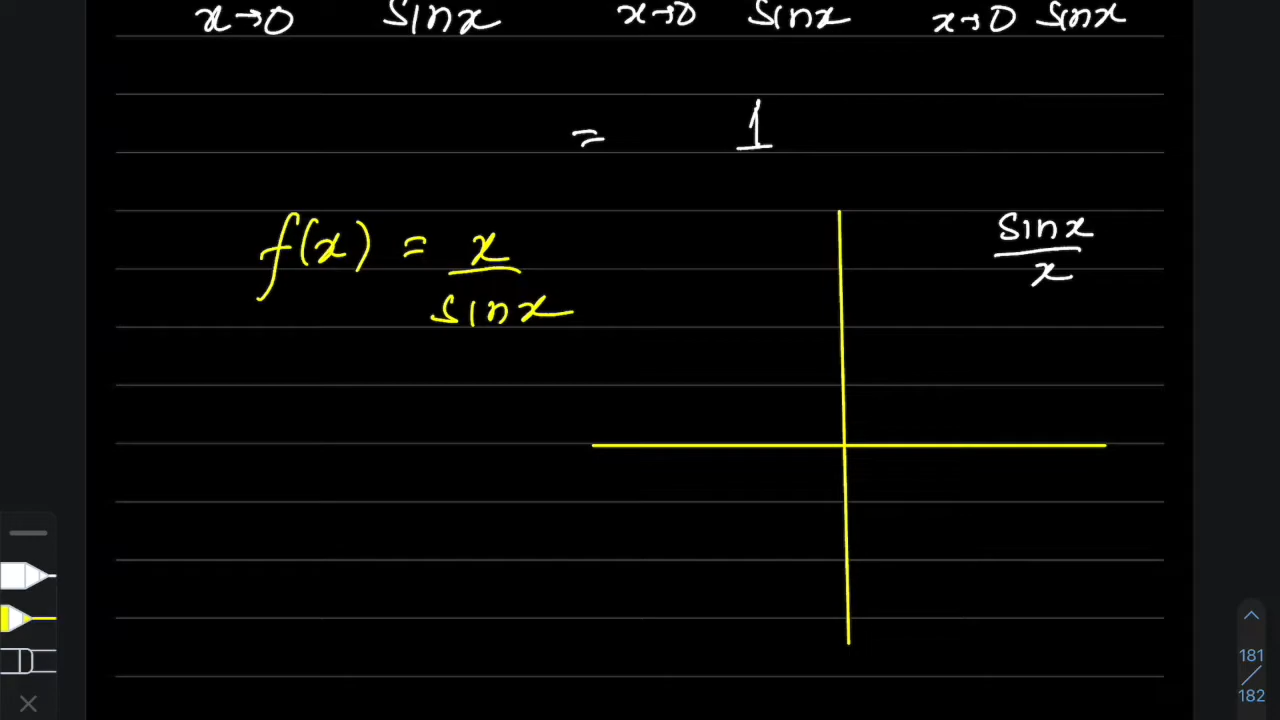 x→0 sinx x→0 sinx x→0 sinx
= 1
f(x) = x
sinx
sinx
x
181
182